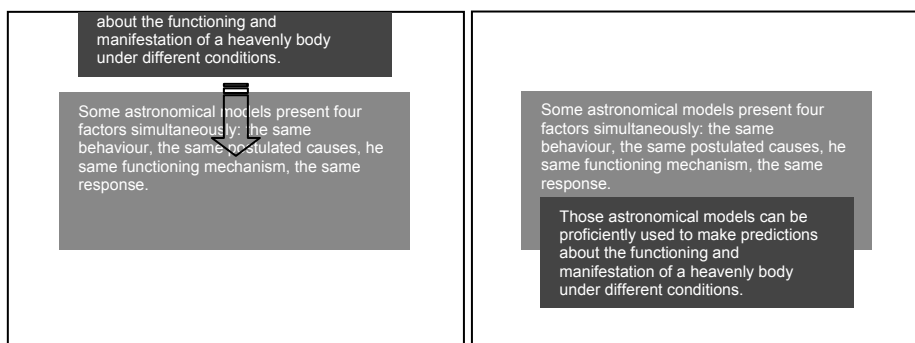 about the functioning and
manifestation of a heavenly body
under different conditions.
Some astronomical models present four
factors simultaneously: the same
behaviour, the same postulated causes, he
same functioning mechanism, the same
response.
Some astronomical models present four
factors simultaneously: the same
behaviour, the same postulated causes, he
same functioning mechanism, the same
response.
Those astronomical models can be
proficiently used to make predictions
about the functioning and
manifestation of a heavenly body
under different conditions.